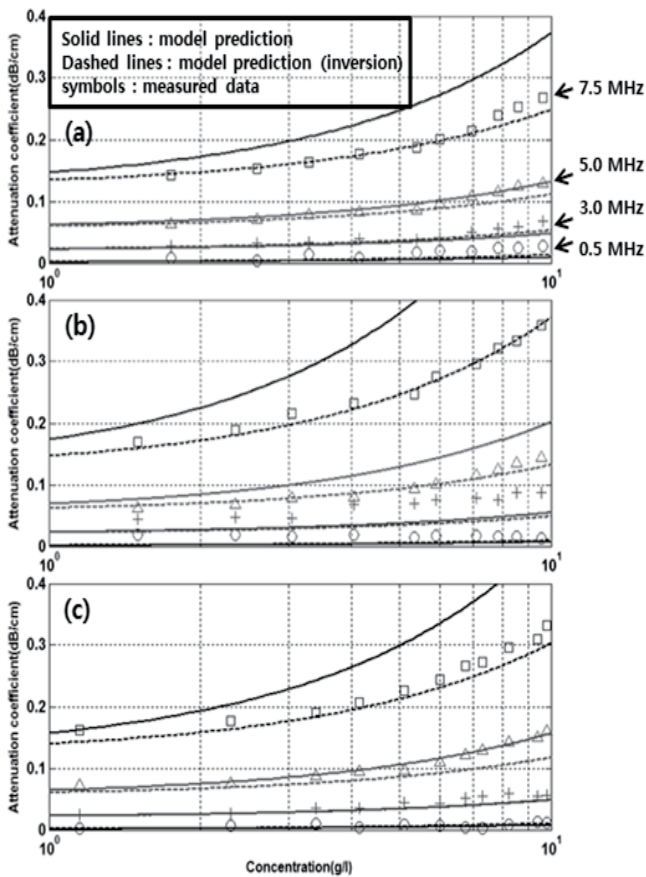 Solid lines : model prediction
Dashed lines : model prediction (inversion)
symbols : measured data
(a)
Attenuation coefficient(dB/cm)
0.4
0.3
0.2
0.1
0
10⁰
10¹
7.5 MHz
5.0 MHz
3.0 MHz
0.5 MHz
(b)
Attenuation coefficient(dB/cm)
0.4
0.3
0.2
0.1
0
10⁰
10¹
(c)
Attenuation coefficient(dB/cm)
0.4
0.3
0.2
0.1
0
10⁰
10¹
Concentration(g/l)